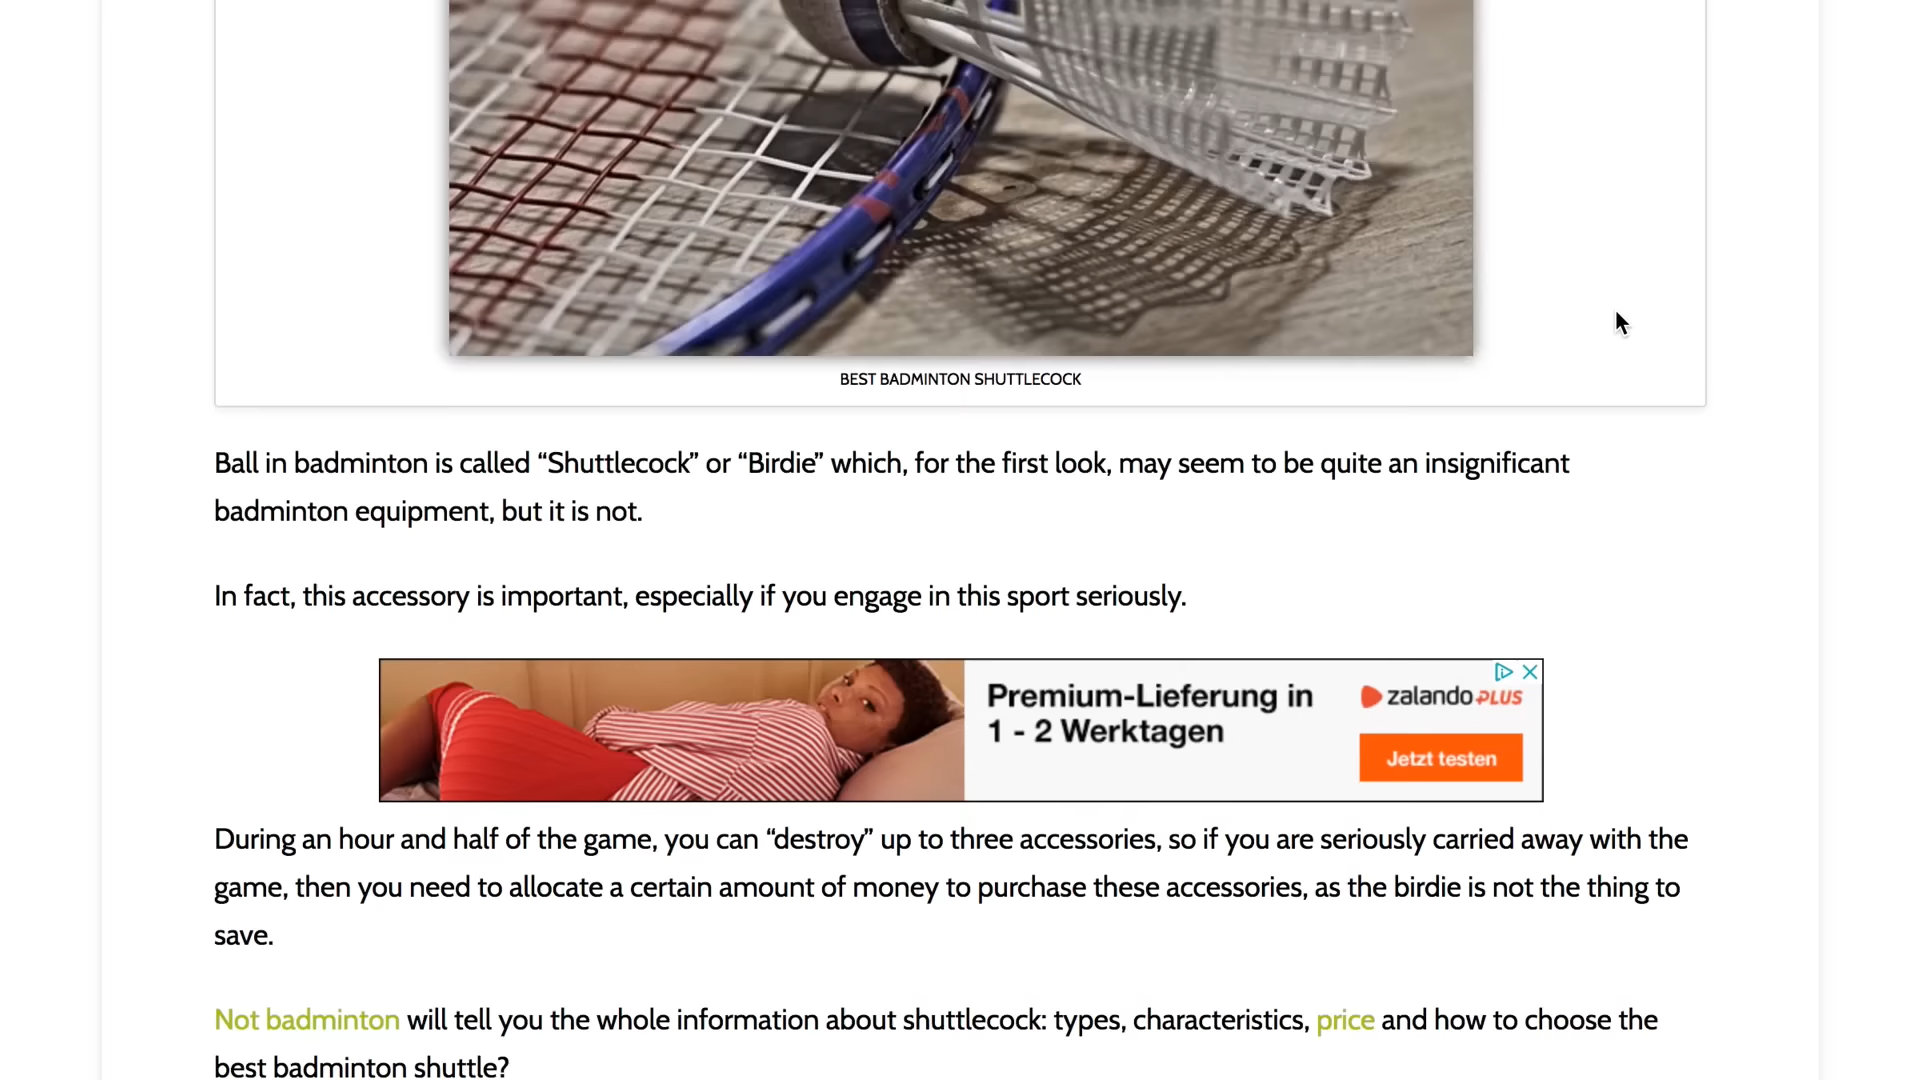 BEST BADMINTON SHUTTLECOCK
Ball in badminton is called “Shuttlecock” or “Birdie” which, for the first look, may seem to be quite an insignificant
badminton equipment, but it is not.
In fact, this accessory is important, especially if you engage in this sport seriously.
Premium-Lieferung in
1 - 2 Werktagen
zalando PLUS
Jetzt testen
During an hour and half of the game, you can “destroy” up to three accessories, so if you are seriously carried away with the
game, then you need to allocate a certain amount of money to purchase these accessories, as the birdie is not the thing to
save.
Not badminton will tell you the whole information about shuttlecock: types, characteristics, price and how to choose the
best badminton shuttle?